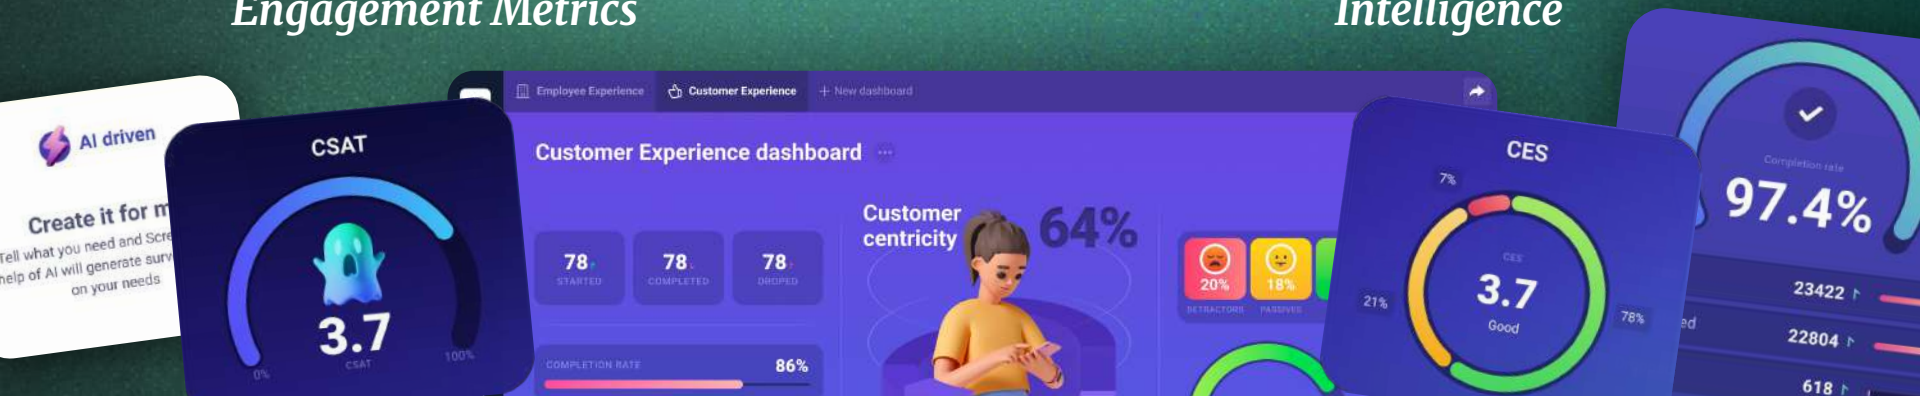 Engagement Metrics
Intelligence
AI driven
Create it for m
Tell what you need and Scre
help of AI will generate surv
on your needs
CSAT
3.7
CSAT
0%
100%
Employee Experience
Customer Experience
+ New dashboard
Customer Experience dashboard
78
STARTED
78
COMPLETED
78
DROPED
COMPLETION RATE
86%
Customer
centricity
64%
20%
DETRACTORS
18%
PASSIVES
CES
7%
21%
78%
CES
3.7
Good
Completion rate
97.4%
23422
ed
22804
618